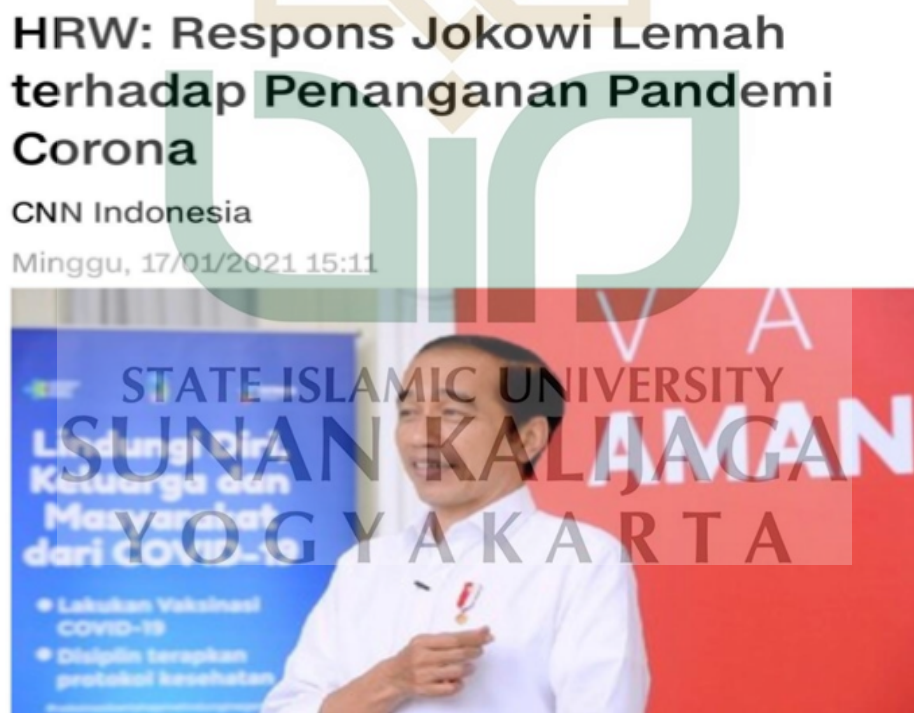 HRW: Respons Jokowi Lemah
terhadap Penanganan Pandemi
Corona
CNN Indonesia
Minggu, 17/01/2021 15:11
V A
AMAN
STATE ISLAMIC UNIVERSITY
SUNAN KALIJAGA
YOGYAKARTA
Lindungi Diri,
Keluarga dan
Masyarakat
dari COVID-19
Lakukan Vaksinasi
COVID-19
Disiplin terapkan
protokol kesehatan